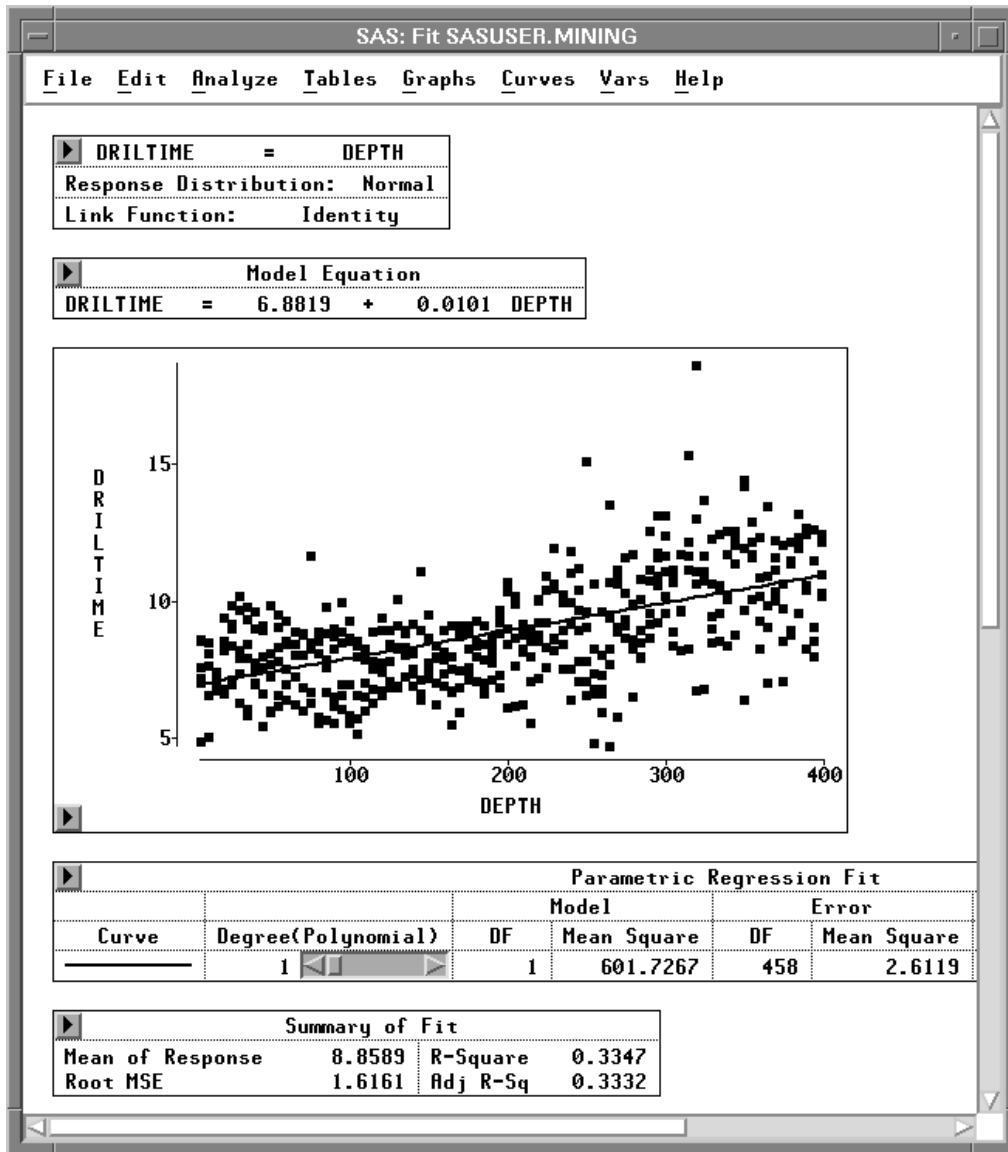 SAS: Fit SASUSER.MINING
File Edit Analyze Tables Graphs Curves Vars Help
DRILTIME = DEPTH
Response Distribution: Normal
Link Function: Identity
Model Equation
DRILTIME = 6.8819 + 0.0101 DEPTH
DRILTIME
15
10
5
100 200 300 400
DEPTH
Parametric Regression Fit
Model Error
Curve Degree(Polynomial) DF Mean Square DF Mean Square
1 1 601.7267 458 2.6119
Summary of Fit
Mean of Response 8.8589 R-Square 0.3347
Root MSE 1.6161 Adj R-Sq 0.3332